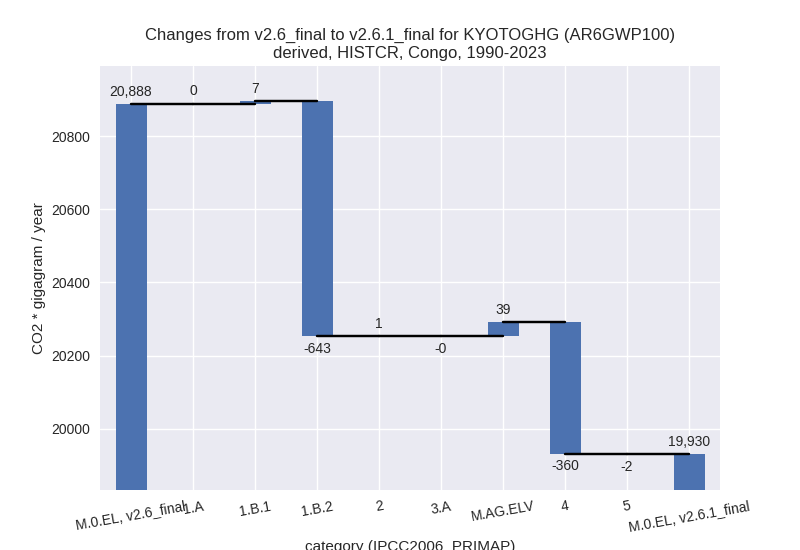 Changes from v2.6_final to v2.6.1_final for KYOTOGHG (AR6GWP100)
derived, HISTCR, Congo, 1990-2023
20,888
0
7
-643
1
-0
39
-360
-2
19,930
20800
20600
20400
20200
20000
CO2 * gigagram / year
M.0.EL, v2.6_final
1.A
1.B.1
1.B.2
2
3.A
M.AG.ELV
4
5
M.0.EL, v2.6.1_final
category (IPCC2006_PRIMAP)